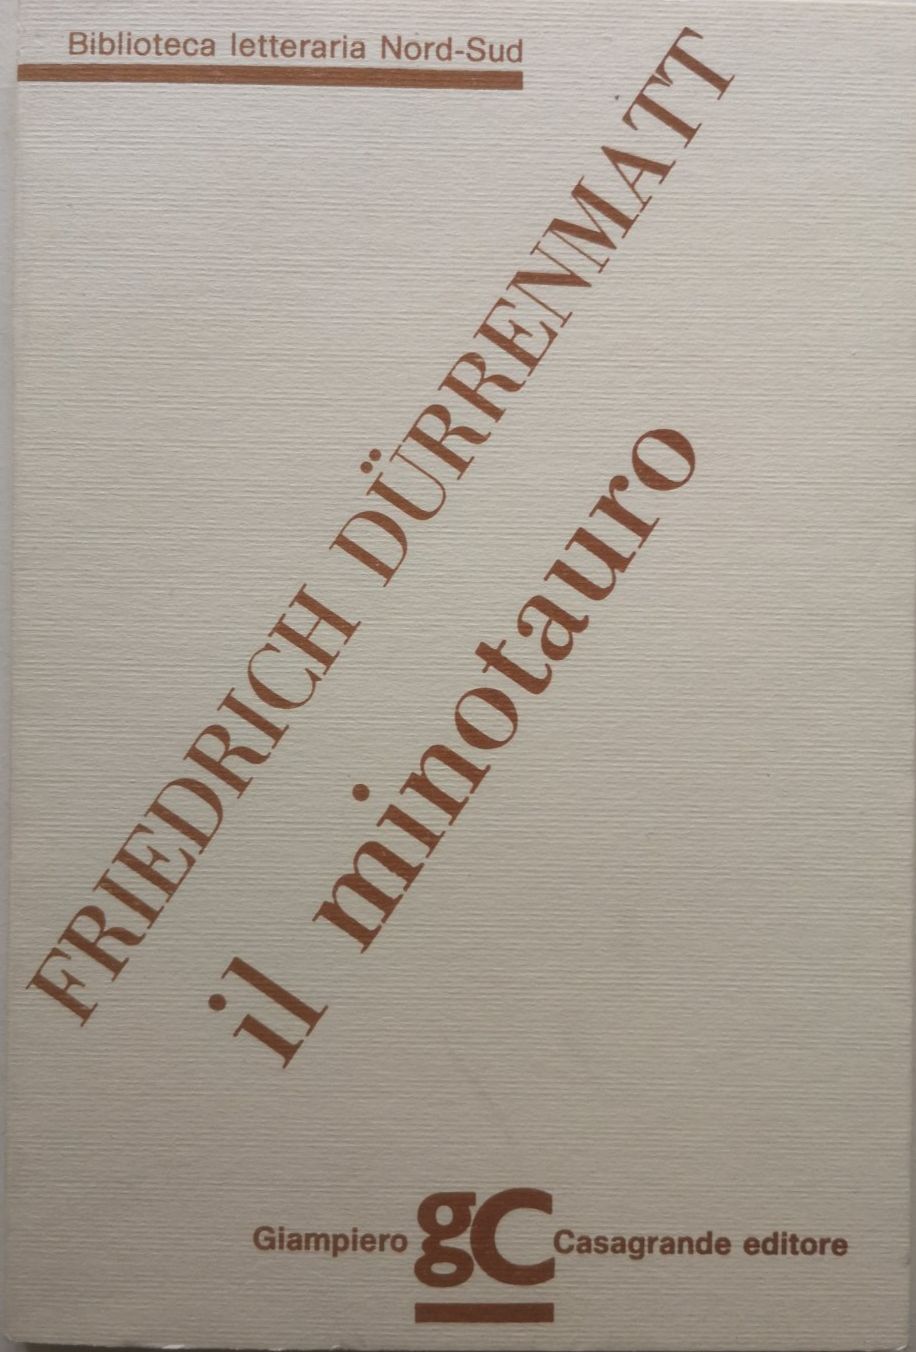 Biblioteca letteraria Nord-Sud
FRIEDRICH DÜRRENMATT
il minotauro
Giampiero gC Casagrande editore